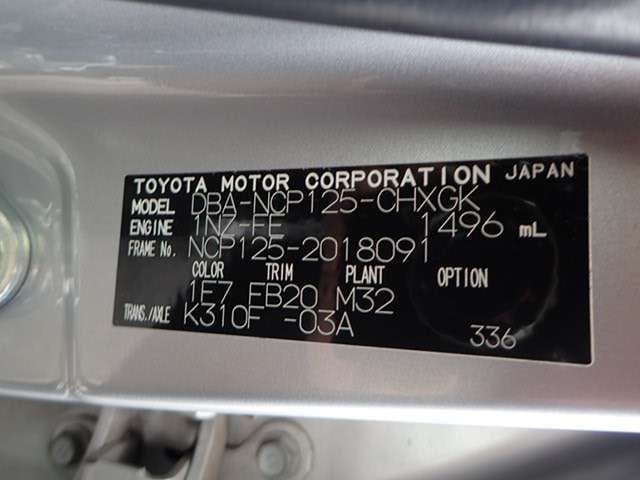 TOYOTA MOTOR CORPORATION JAPAN
MODEL DBA-NCP125-CHXGK
ENGINE 1NZ-FE 1496 mL
FRAME No. NCP125-2018091
COLOR TRIM PLANT OPTION
1E7 FB20 M32
TRANS./AXLE K310F -03A 336